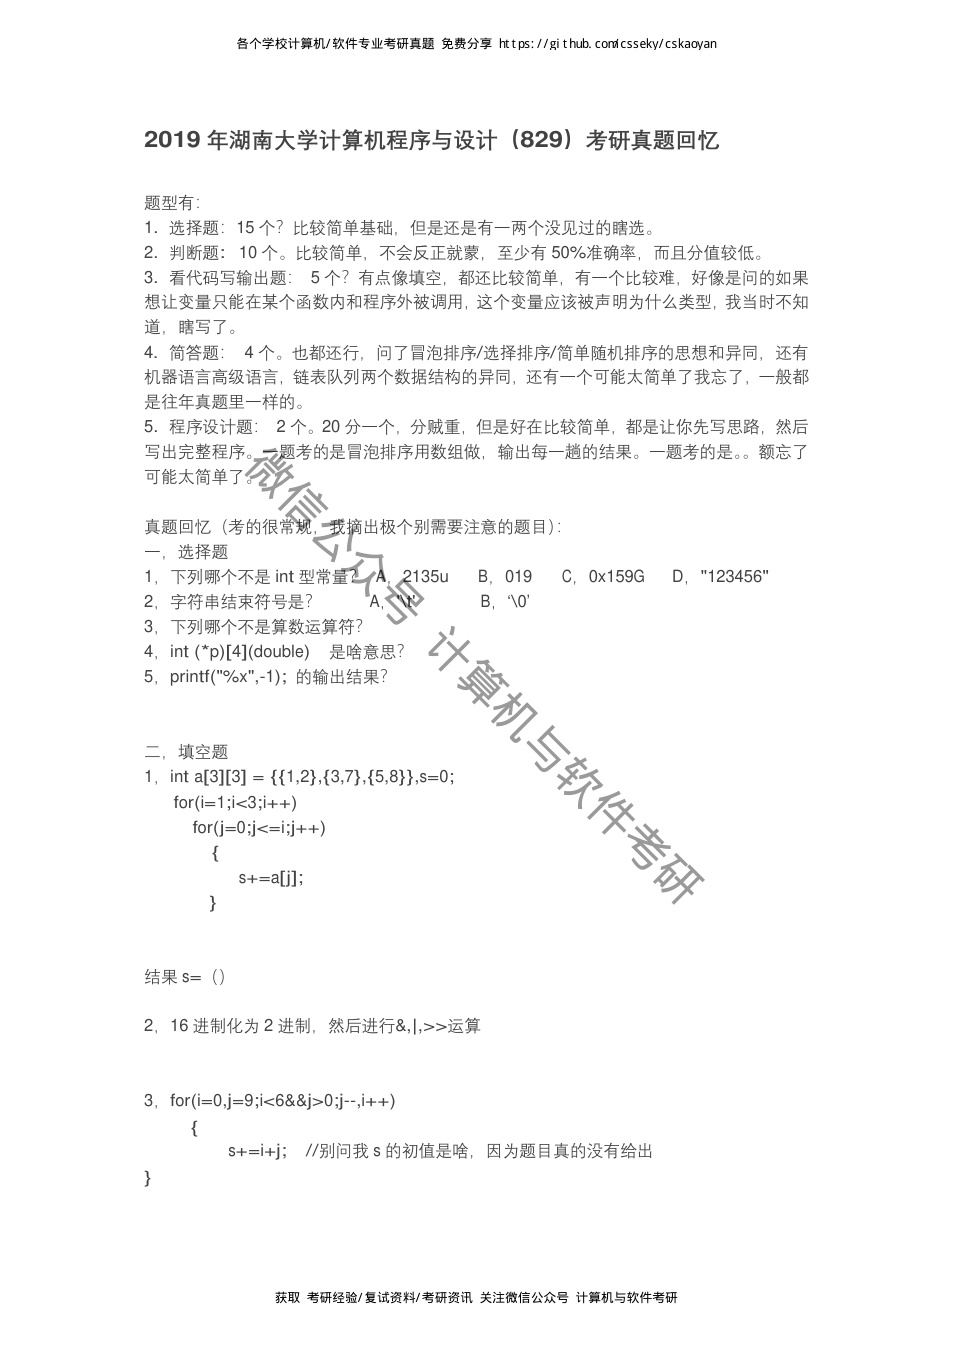 各个学校计算机/软件专业考研真题 免费分享 https://github.com/csseky/cskaoyan
2019 年湖南大学计算机程序与设计（829）考研真题回忆
题型有：
1．选择题：15 个？比较简单基础，但是还是有一两个没见过的瞎选。
2．判断题：10 个。比较简单，不会反正就蒙，至少有 50%准确率，而且分值较低。
3．看代码写输出题： 5 个？有点像填空，都还比较简单，有一个比较难，好像是问的如果
想让变量只能在某个函数内和程序外被调用，这个变量应该被声明为什么类型，我当时不知
道，瞎写了。
4．简答题： 4 个。也都还行，问了冒泡排序/选择排序/简单随机排序的思想和异同，还有
机器语言高级语言，链表队列两个数据结构的异同，还有一个可能太简单了我忘了，一般都
是往年真题里一样的。
5．程序设计题： 2 个。20 分一个，分贼重，但是好在比较简单，都是让你先写思路，然后
写出完整程序。一题考的是冒泡排序用数组做，输出每一趟的结果。一题考的是。。额忘了
可能太简单了。
真题回忆（考的很常规，我摘出极个别需要注意的题目）：
一，选择题
1，下列哪个不是 int 型常量？ A，2135u B，019 C，0x159G D，"123456"
2，字符串结束符号是？ A，'\t' B，‘\0’
3，下列哪个不是算数运算符？
4，int (*p)[4](double) 是啥意思？
5，printf("%x",-1); 的输出结果？
二，填空题
1，int a[3][3] = {{1,2},{3,7},{5,8}},s=0;
for(i=1;i<3;i++)
for(j=0;j<=i;j++)
{
s+=a[j];
}
结果 s=（）
2，16 进制化为 2 进制，然后进行&,|,>>运算
3，for(i=0,j=9;i<6&&j>0;j--,i++)
{
s+=i+j; //别问我 s 的初值是啥，因为题目真的没有给出
}
微信公众号 计算机与软件考研
获取 考研经验/复试资料/考研资讯 关注微信公众号 计算机与软件考研